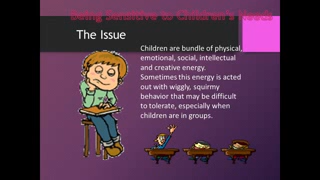 Being Sensitive to Children's Needs
The Issue
Children are bundle of physical,
emotional, social, intellectual
and creative energy.
Sometimes this energy is acted
out with wiggly, squirmy
behavior that may be difficult
to tolerate, especially when
children are in groups.